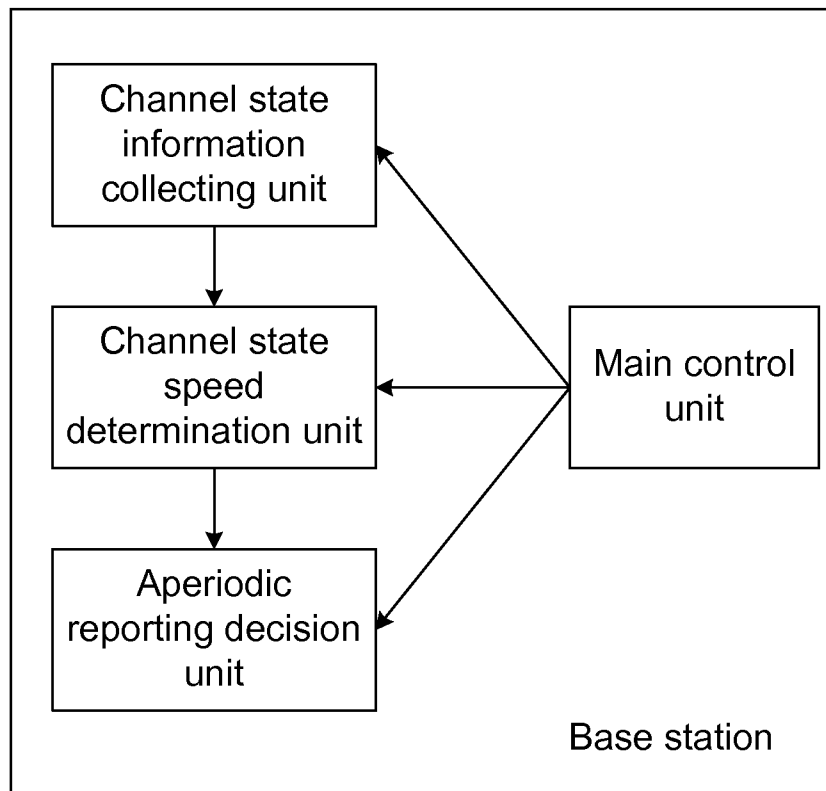 Channel state
information
collecting unit
Channel state
speed
determination unit
Main control
unit
Aperiodic
reporting decision
unit
Base station